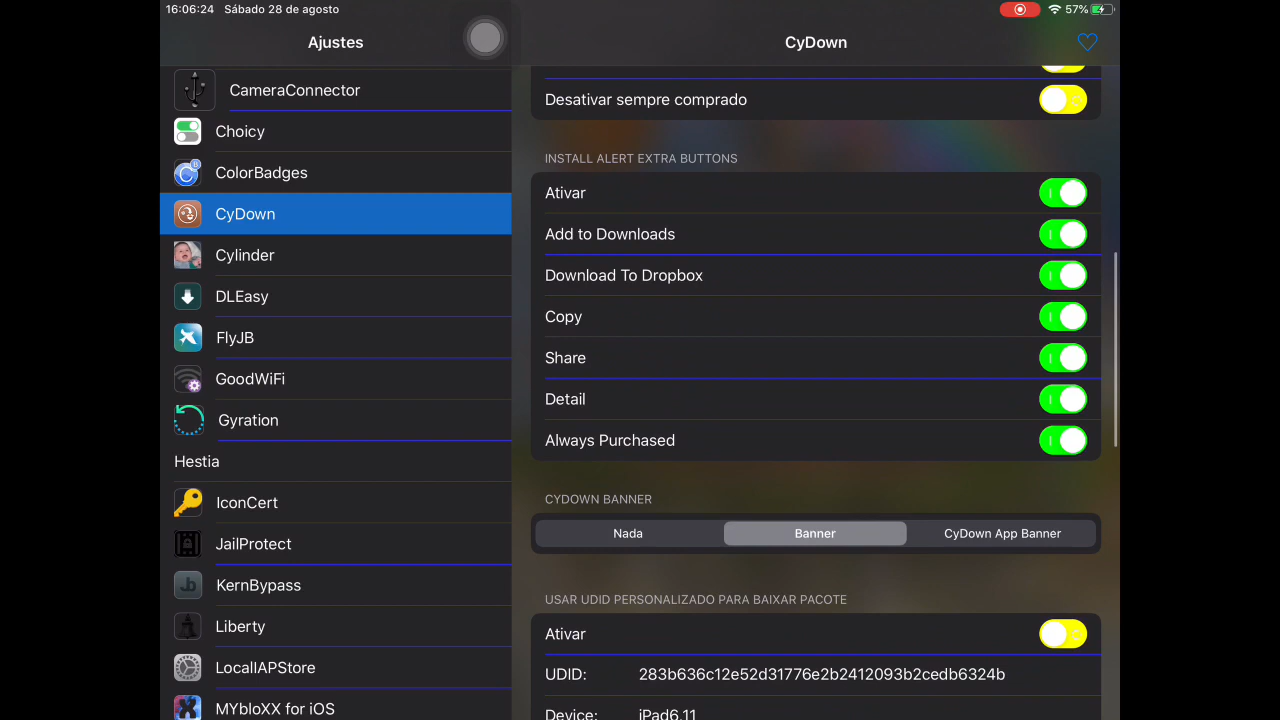 16:06:24 Sábado 28 de agosto
57%
Ajustes
CameraConnector
Choicy
ColorBadges
CyDown
Cylinder
DLEasy
FlyJB
GoodWiFi
Gyration
Hestia
IconCert
JailProtect
KernBypass
Liberty
LocalIAPStore
MYbloXX for iOS
CyDown
Desativar sempre comprado
INSTALL ALERT EXTRA BUTTONS
Ativar
Add to Downloads
Download To Dropbox
Copy
Share
Detail
Always Purchased
CYDOWN BANNER
Nada Banner CyDown App Banner
USAR UDID PERSONALIZADO PARA BAIXAR PACOTE
Ativar
UDID: 283b636c12e52d31776e2b2412093b2cedb6324b
Device: iPad6,11